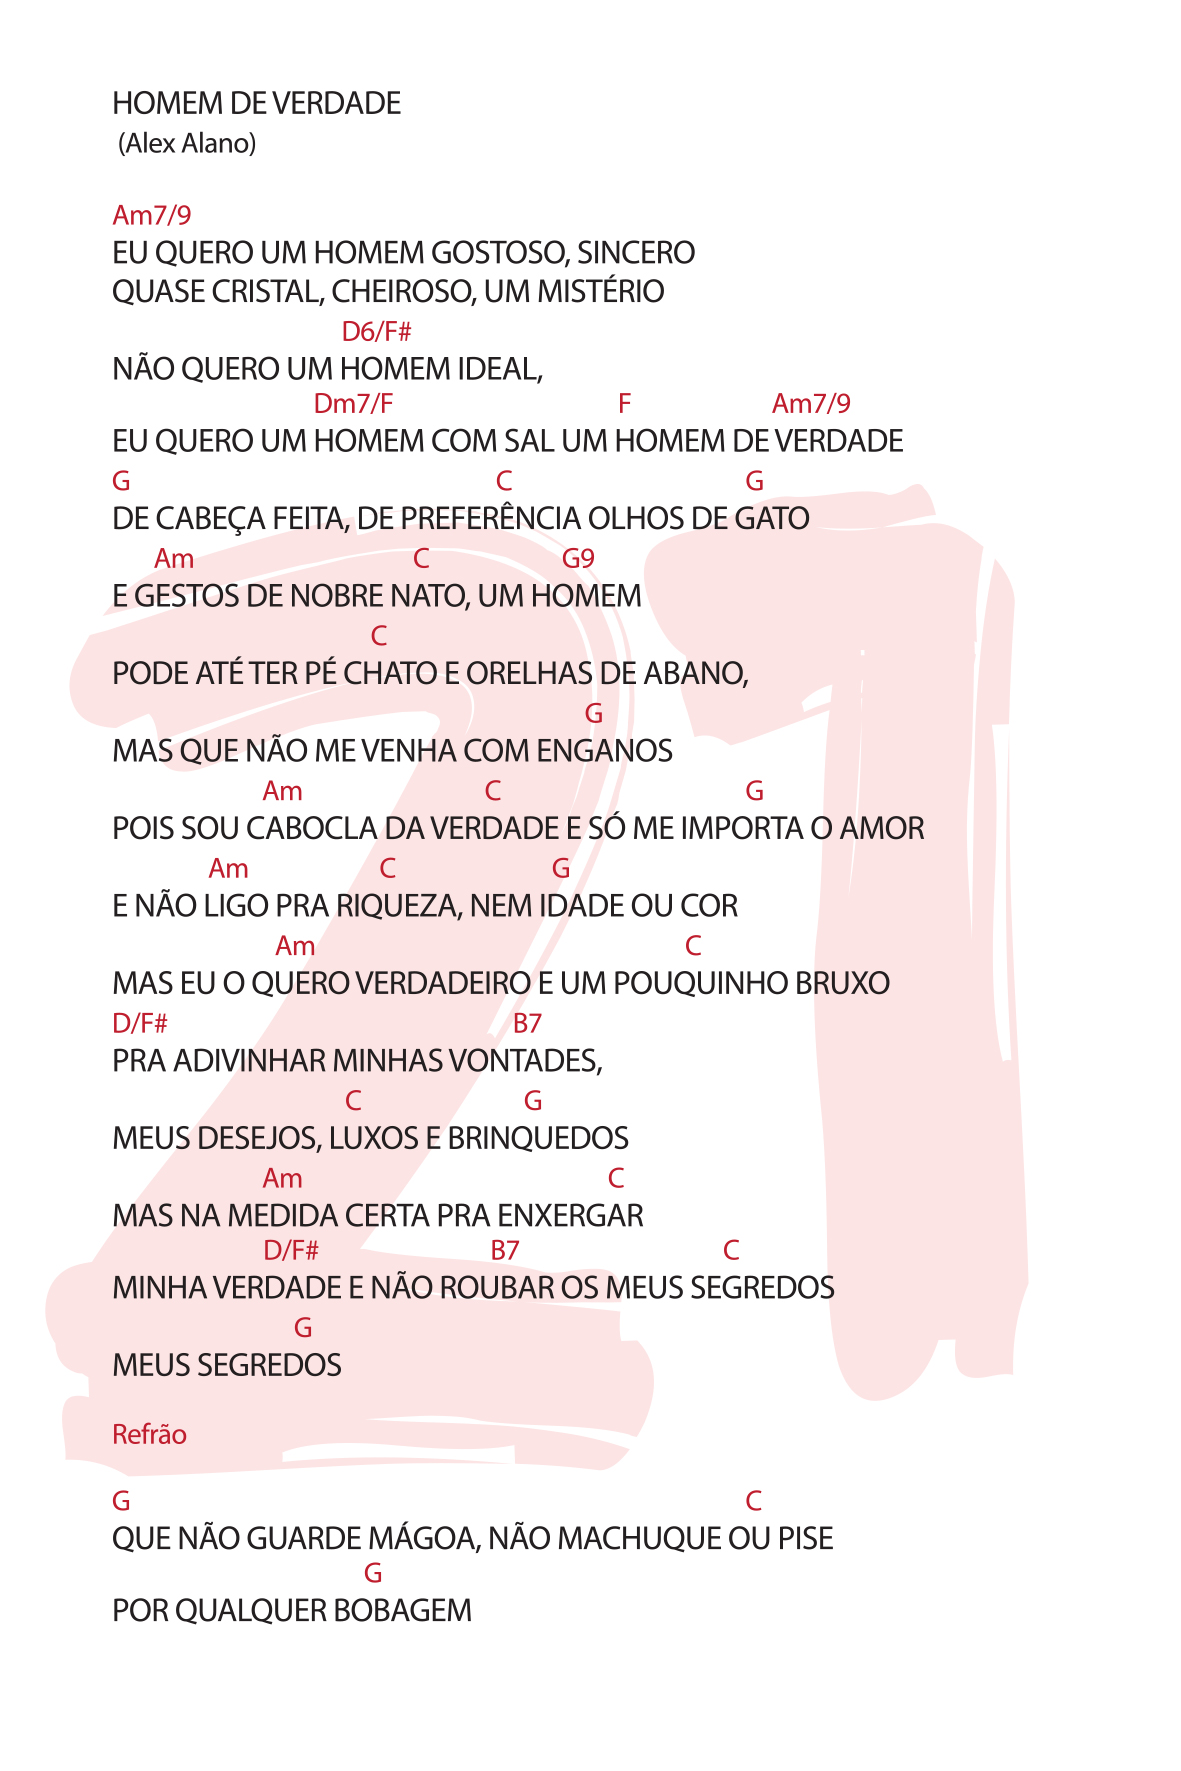 HOMEM DE VERDADE
(Alex Alano)
Am7/9
EU QUERO UM HOMEM GOSTOSO, SINCERO
QUASE CRISTAL, CHEIROSO, UM MISTÉRIO
D6/F#
NÃO QUERO UM HOMEM IDEAL,
Dm7/F F Am7/9
EU QUERO UM HOMEM COM SAL UM HOMEM DE VERDADE
G C G
DE CABEÇA FEITA, DE PREFERÊNCIA OLHOS DE GATO
Am C G9
E GESTOS DE NOBRE NATO, UM HOMEM
C
PODE ATÉ TER PÉ CHATO E ORELHAS DE ABANO,
G
MAS QUE NÃO ME VENHA COM ENGANOS
Am C G
POIS SOU CABOCLA DA VERDADE E SÓ ME IMPORTA O AMOR
Am C G
E NÃO LIGO PRA RIQUEZA, NEM IDADE OU COR
Am C
MAS EU O QUERO VERDADEIRO E UM POUQUINHO BRUXO
D/F# B7
PRA ADIVINHAR MINHAS VONTADES,
C G
MEUS DESEJOS, LUXOS E BRINQUEDOS
Am C
MAS NA MEDIDA CERTA PRA ENXERGAR
D/F# B7 C
MINHA VERDADE E NÃO ROUBAR OS MEUS SEGREDOS
G
MEUS SEGREDOS
Refrão
G C
QUE NÃO GUARDE MÁGOA, NÃO MACHUQUE OU PISE
G
POR QUALQUER BOBAGEM
21